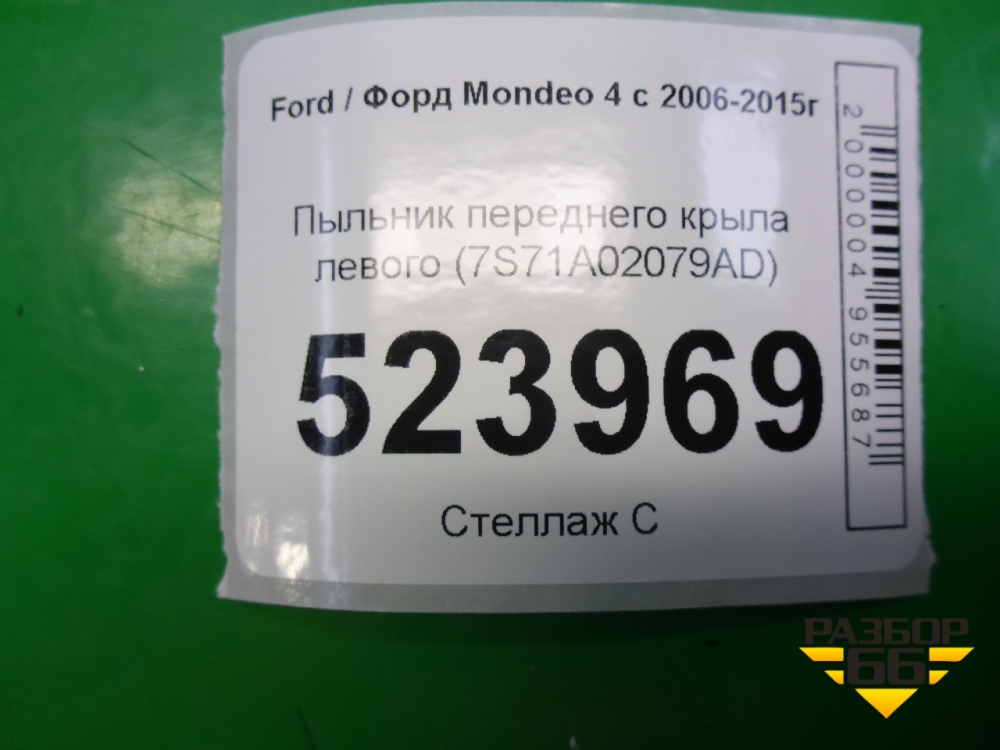 Ford / Форд Mondeo 4 с 2006-2015г
Пыльник переднего крыла
левого (7S71A02079AD)
523969
Стеллаж С
2000004955687
РАЗБОР
66